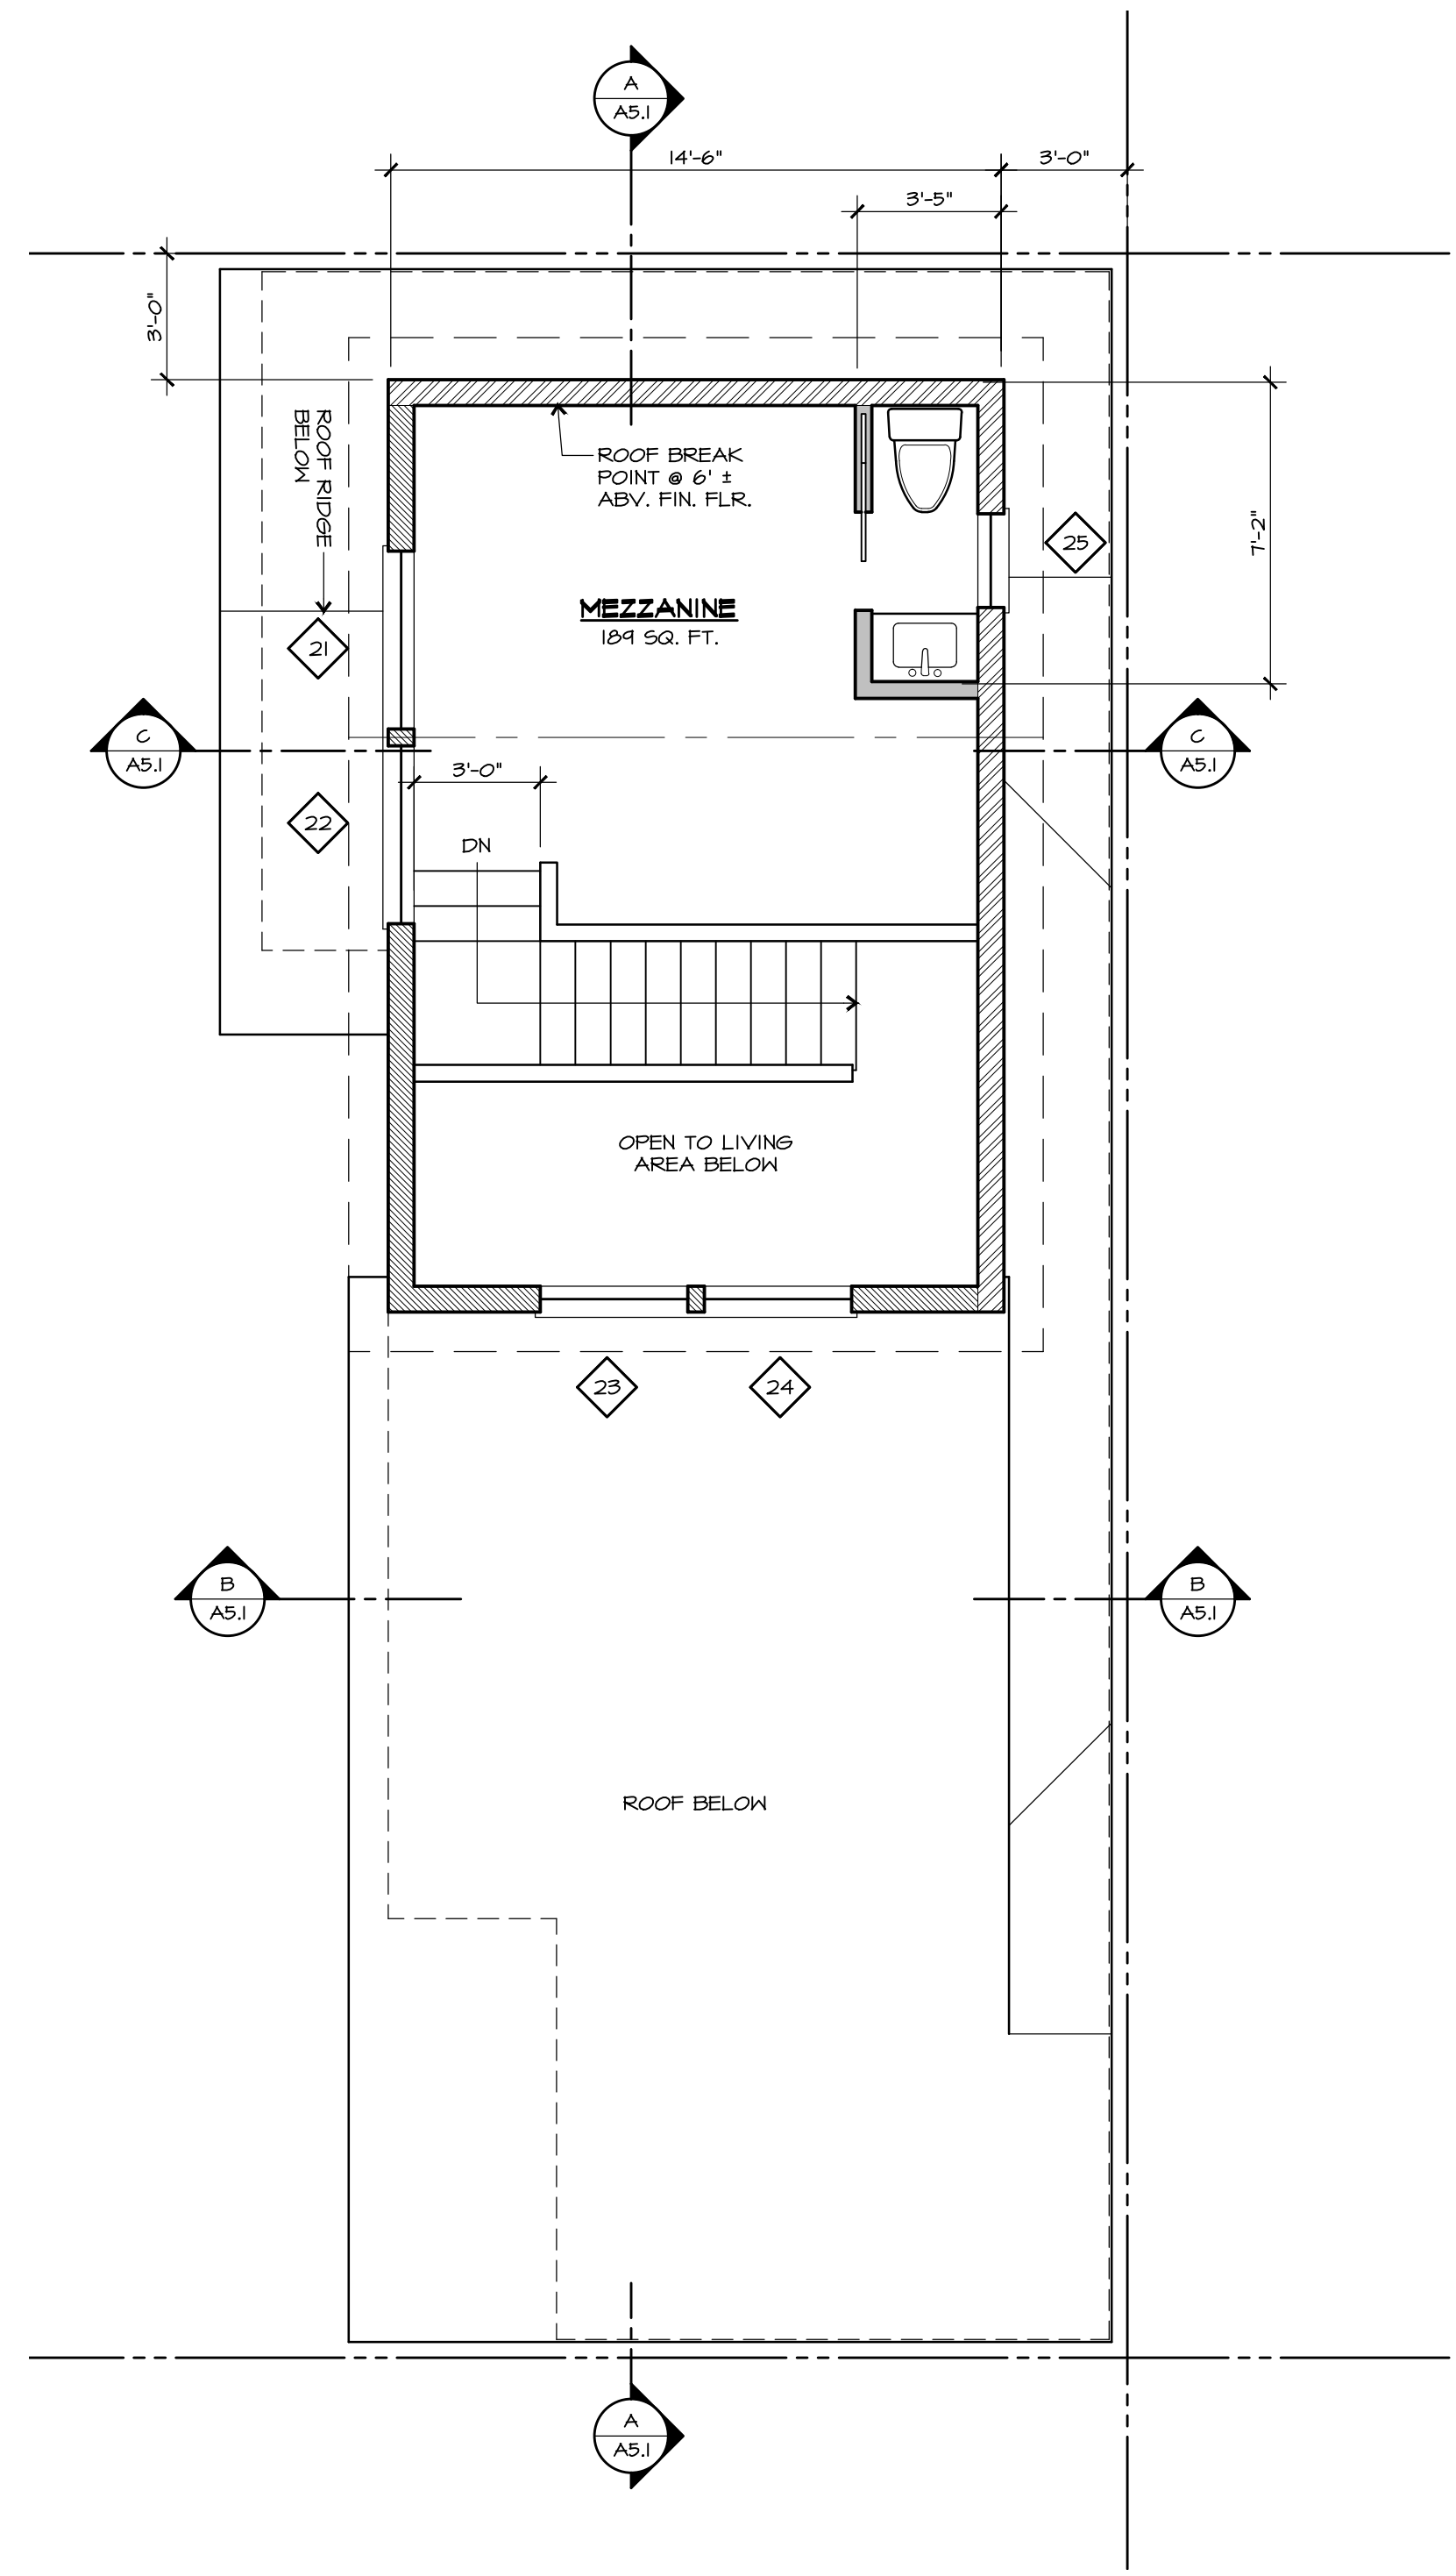 A
A5.1
14'-6"
3'-0"
3'-5"
3'-0"
ROOF RIDGE
BELOW
ROOF BREAK
POINT @ 6' ±
ABV. FIN. FLR.
25
7'-2"
MEZZANINE
189 SQ. FT.
21
C
A5.1
C
A5.1
3'-0"
22
DN
OPEN TO LIVING
AREA BELOW
23
24
B
A5.1
B
A5.1
ROOF BELOW
A
A5.1